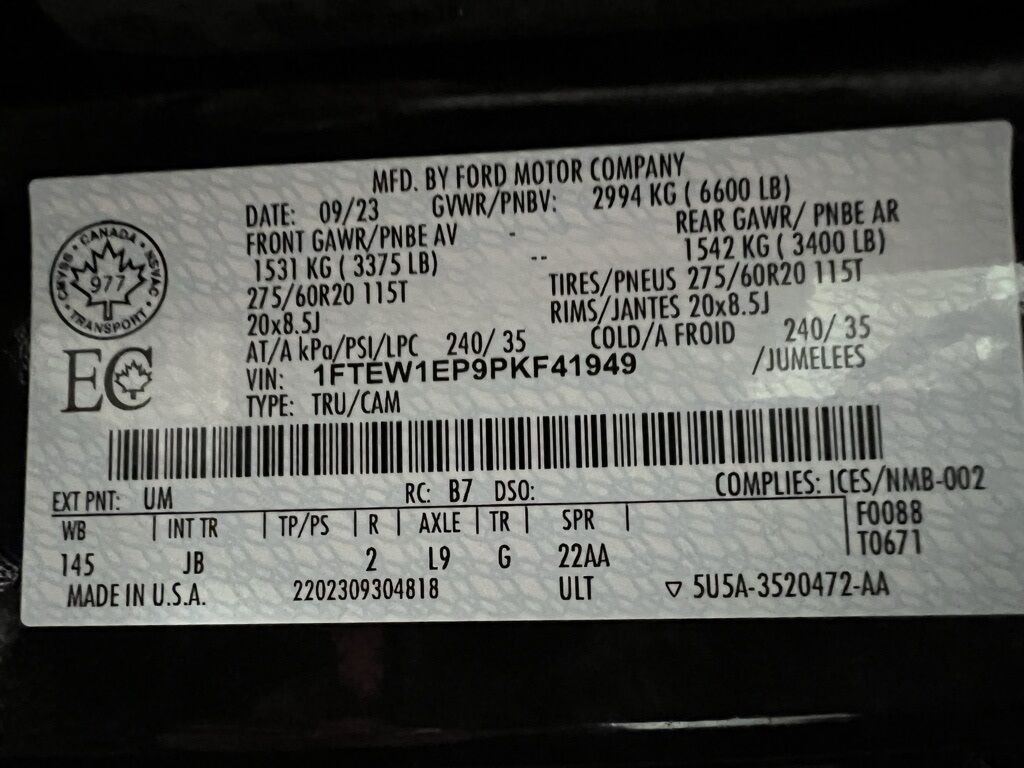 MFD. BY FORD MOTOR COMPANY
DATE: 09/23 GVWR/PNBV: 2994 KG ( 6600 LB)
FRONT GAWR/PNBE AV - REAR GAWR/ PNBE AR
1531 KG ( 3375 LB) -- 1542 KG ( 3400 LB)
275/60R20 115T TIRES/PNEUS 275/60R20 115T
20x8.5J RIMS/JANTES 20x8.5J
AT/A kPa/PSI/LPC 240/ 35 COLD/A FROID 240/ 35
VIN: 1FTEW1EP9PKF41949 /JUMELEES
TYPE: TRU/CAM
CANADA
CMVSS 977 NSVAC
TRANSPORT
EC
EXT PNT: UM RC: B7 DSO: COMPLIES: ICES/NMB-002
WB | INT TR | TP/PS | R | AXLE | TR | SPR | F0088
145 JB 2 L9 G 22AA T0671
MADE IN U.S.A. 2202309304818 ULT ▽ 5U5A-3520472-AA